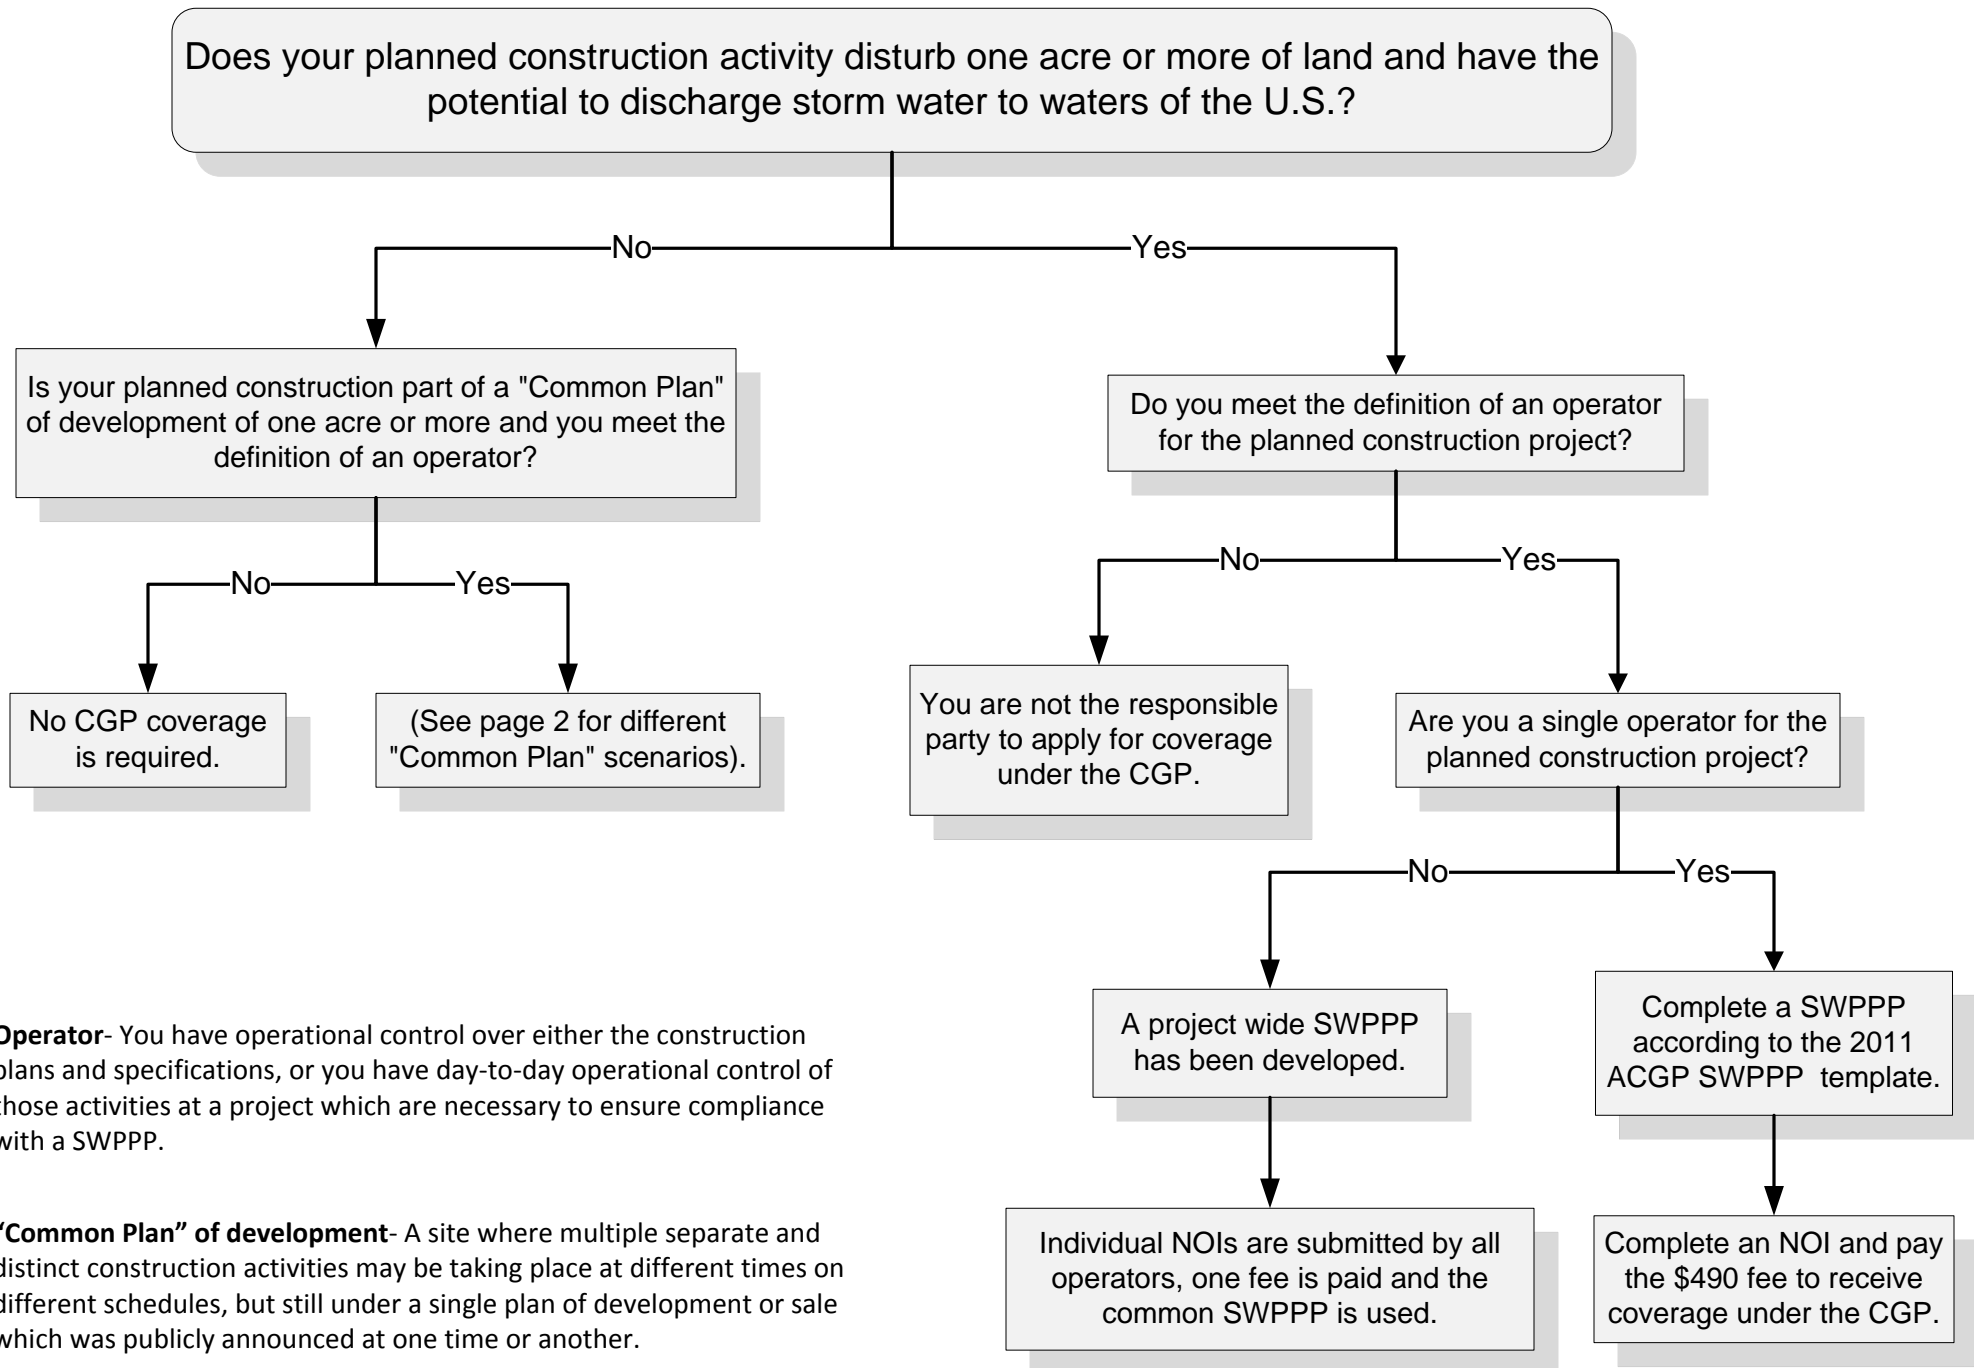 Does your planned construction activity disturb one acre or more of land and have the
potential to discharge storm water to waters of the U.S.?
No
Yes
Is your planned construction part of a "Common Plan"
of development of one acre or more and you meet the
definition of an operator?
Do you meet the definition of an operator
for the planned construction project?
No
Yes
No
Yes
No CGP coverage
is required.
(See page 2 for different
"Common Plan" scenarios).
You are not the responsible
party to apply for coverage
under the CGP.
Are you a single operator for the
planned construction project?
No
Yes
A project wide SWPPP
has been developed.
Complete a SWPPP
according to the 2011
ACGP SWPPP  template.
Individual NOIs are submitted by all
operators, one fee is paid and the
common SWPPP is used.
Complete an NOI and pay
the $490 fee to receive
coverage under the CGP.
Operator- You have operational control over either the construction
plans and specifications, or you have day-to-day operational control of
those activities at a project which are necessary to ensure compliance
with a SWPPP.
“Common Plan” of development- A site where multiple separate and
distinct construction activities may be taking place at different times on
different schedules, but still under a single plan of development or sale
which was publicly announced at one time or another.